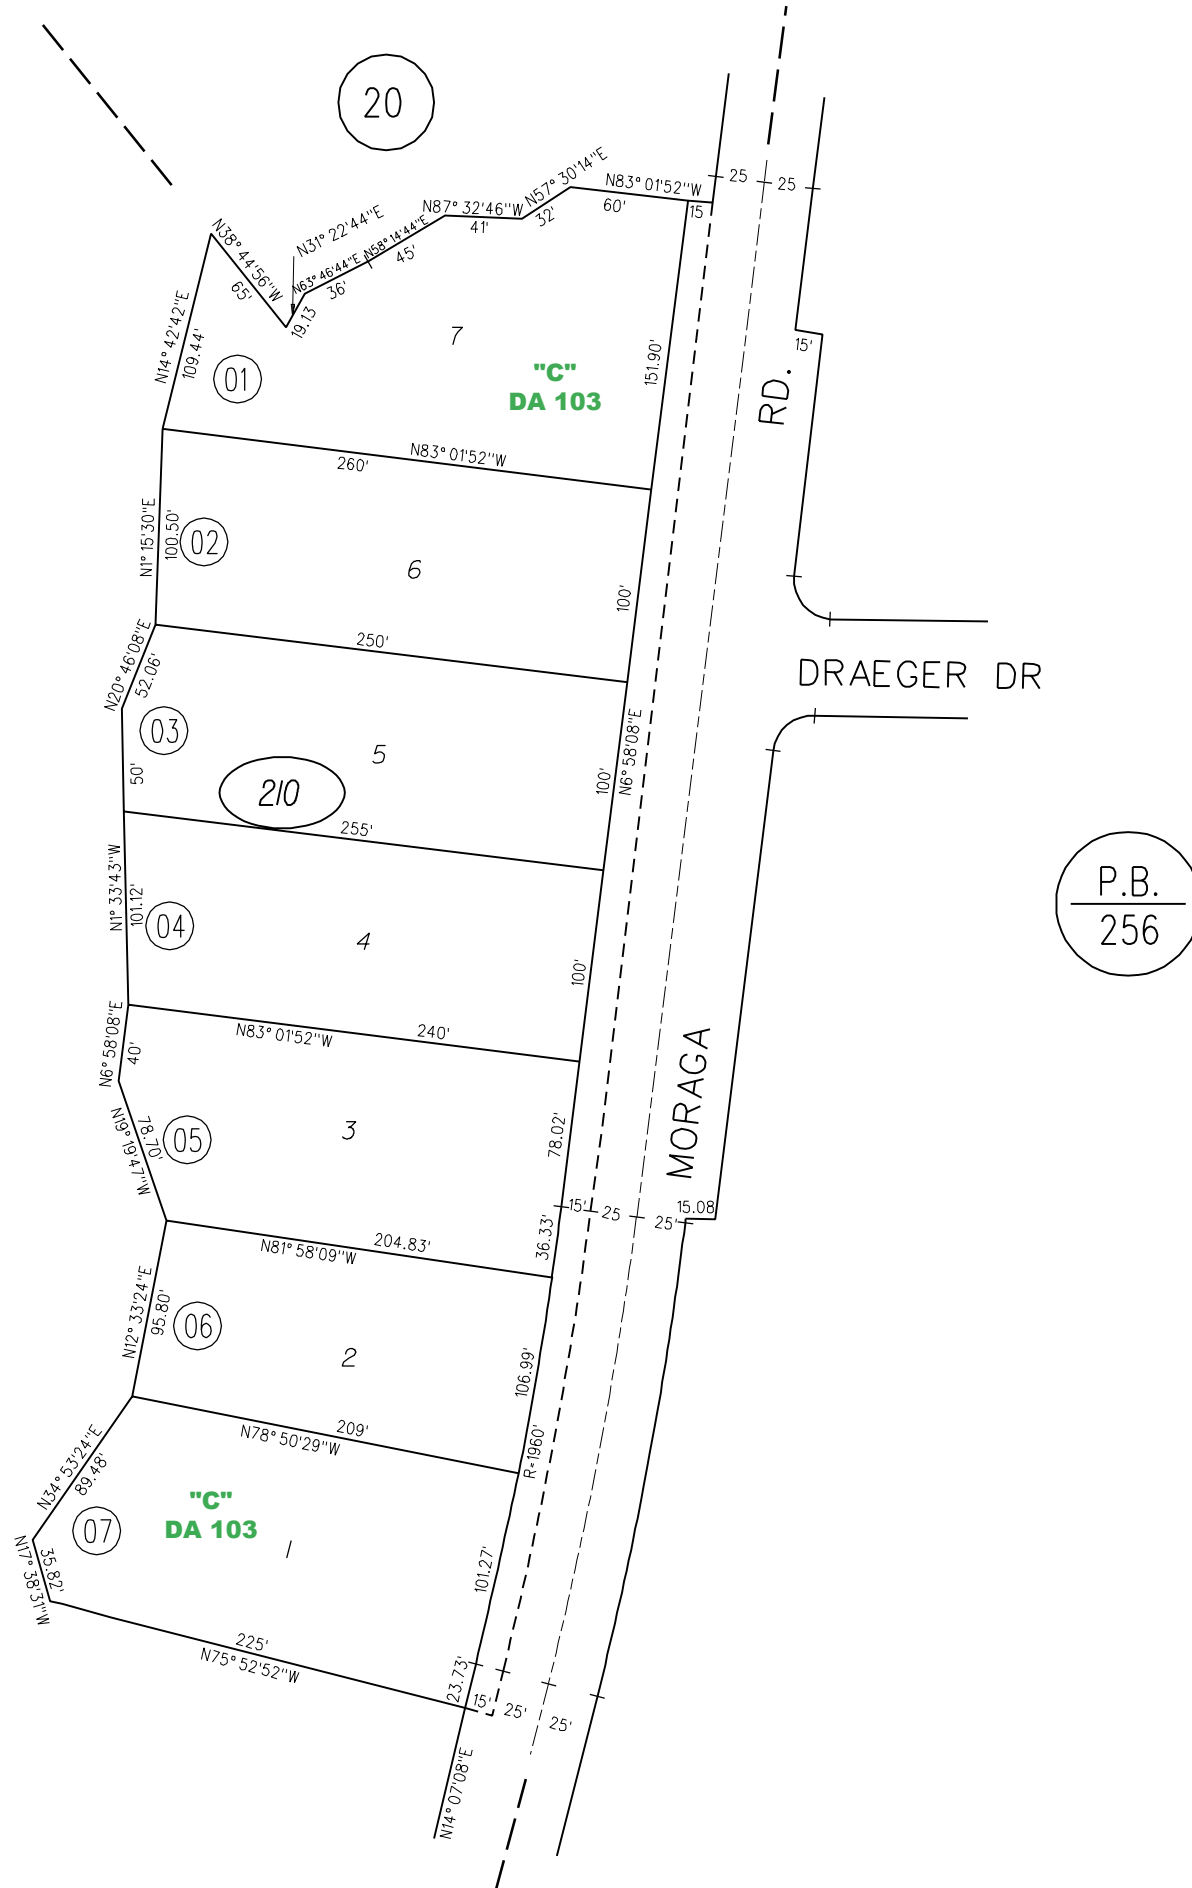 20
N38° 44'56"W
65'
N31° 22'44"E
19.13
N63° 46'44"E
36'
N58° 14'44"E
45'
N87° 32'46"W
41'
N57° 30'14"E
32'
N83° 01'52"W
60'
15
25
25
N14° 42'42"E
109.44'
01
7
"C"
DA 103
151.90'
RD.
15'
N83° 01'52"W
260'
N1° 15'30"E
100.50'
02
6
100'
250'
DRAEGER DR
N20° 46'08"E
52.06'
03
50'
5
210
100'
N6° 58'08"E
255'
P.B.
256
N1° 33'43"W
101.12'
04
4
100'
N83° 01'52"W
240'
MORAGA
N6° 58'08"E
40'
N19° 19'47"W
78.70'
05
3
78.02'
15'
25
25'
15.08
36.33'
N81° 58'09"W
204.83'
N12° 33'24"E
95.80'
06
2
106.99'
R=1960'
209'
N78° 50'29"W
N34° 53'24"E
89.48'
07
"C"
DA 103
1
N17° 38'31"W
35.82'
101.27'
225'
N75° 52'52"W
23.73'
15'
25'
25'
N14° 07'08"E